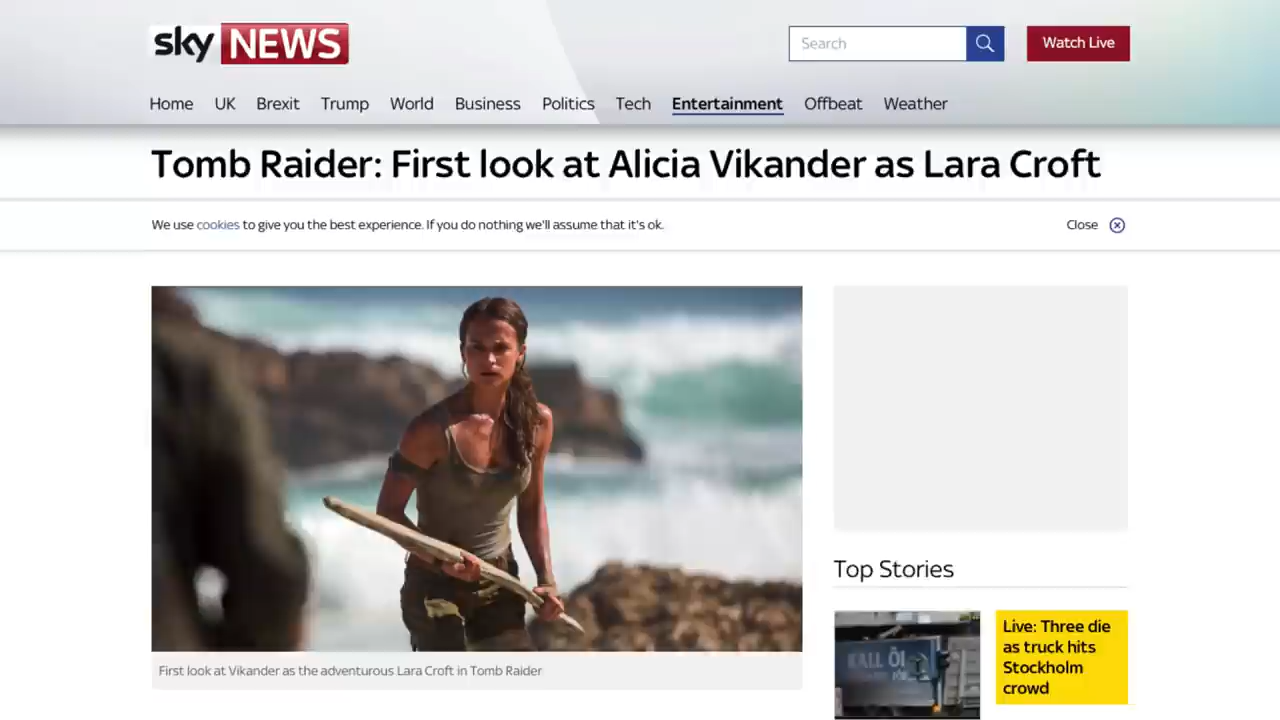 sky NEWS
Search
Watch Live
Home UK Brexit Trump World Business Politics Tech Entertainment Offbeat Weather
Tomb Raider: First look at Alicia Vikander as Lara Croft
We use cookies to give you the best experience. If you do nothing we'll assume that it's ok.
Close
First look at Vikander as the adventurous Lara Croft in Tomb Raider
Top Stories
Live: Three die
as truck hits
Stockholm
crowd